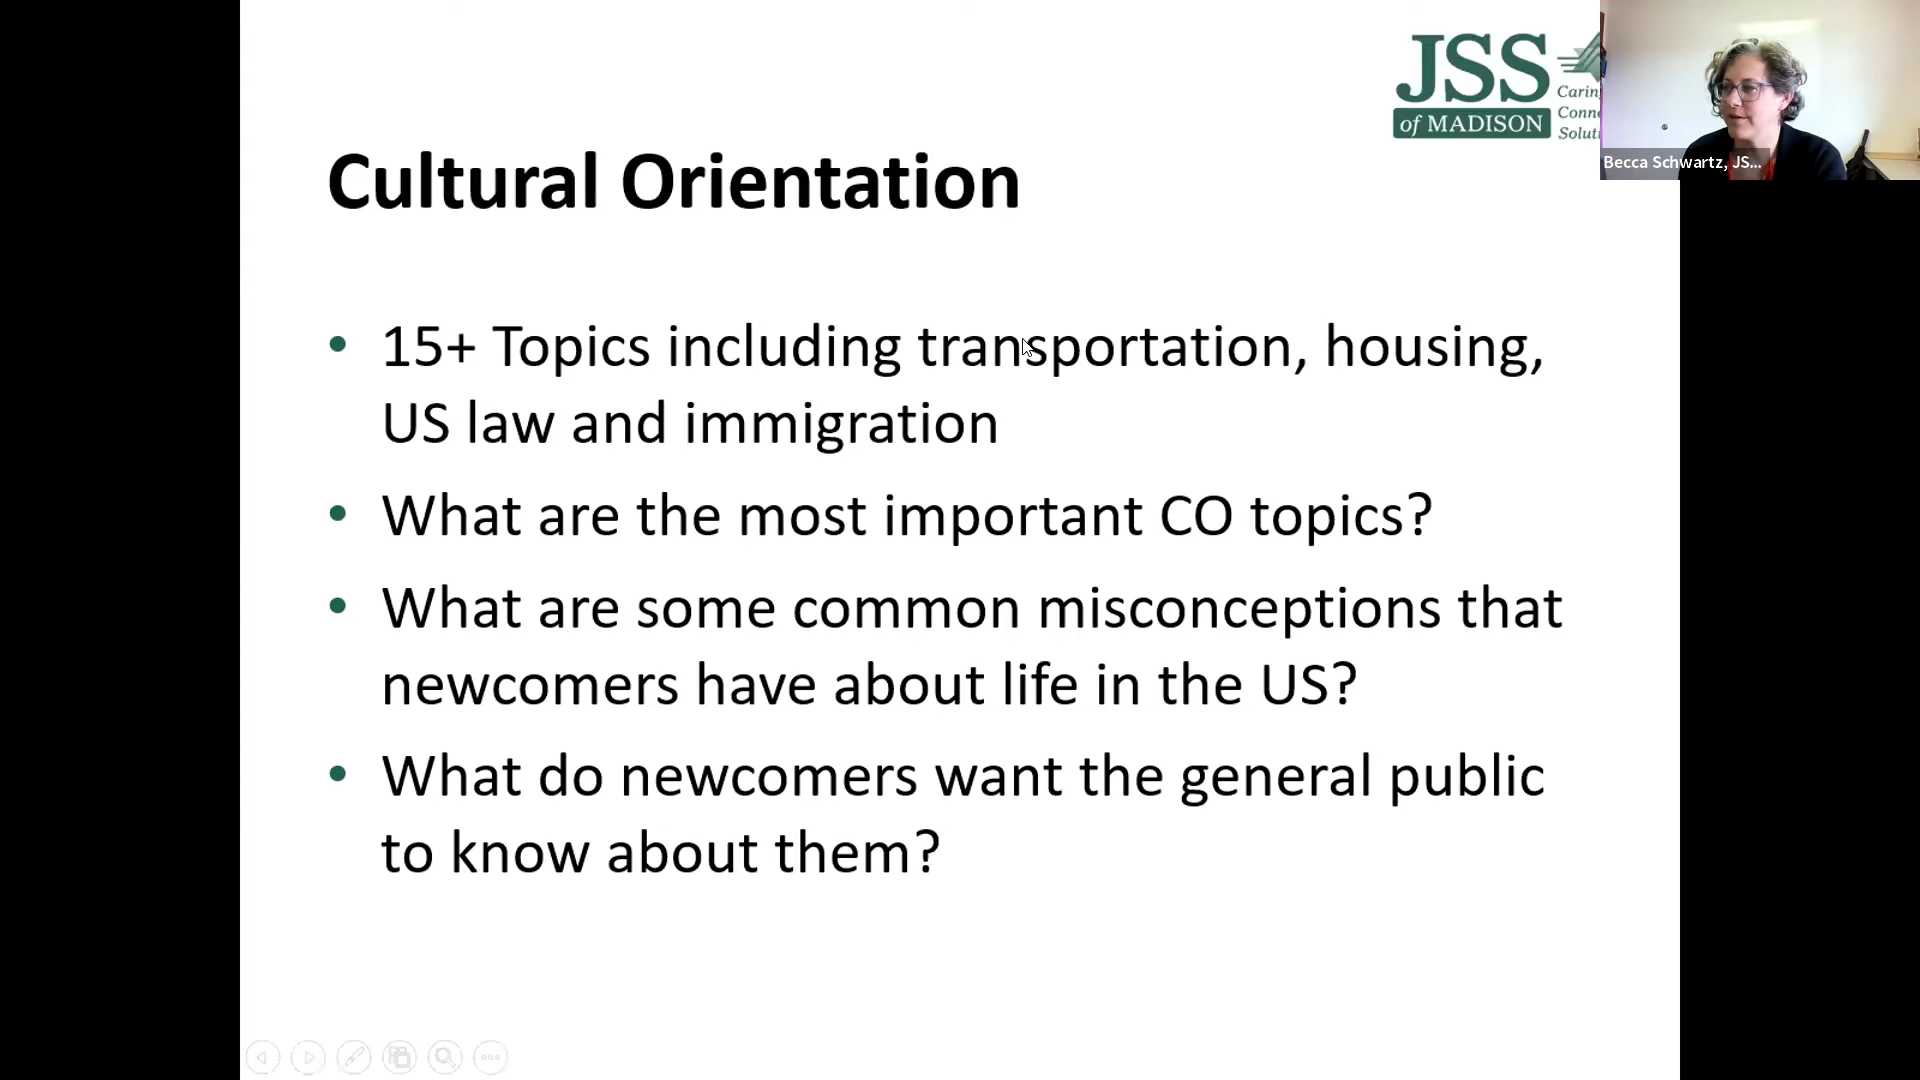 JSS
of MADISON
Becca Schwartz, JS...
Cultural Orientation
• 15+ Topics including transportation, housing,
US law and immigration
• What are the most important CO topics?
• What are some common misconceptions that
newcomers have about life in the US?
• What do newcomers want the general public
to know about them?